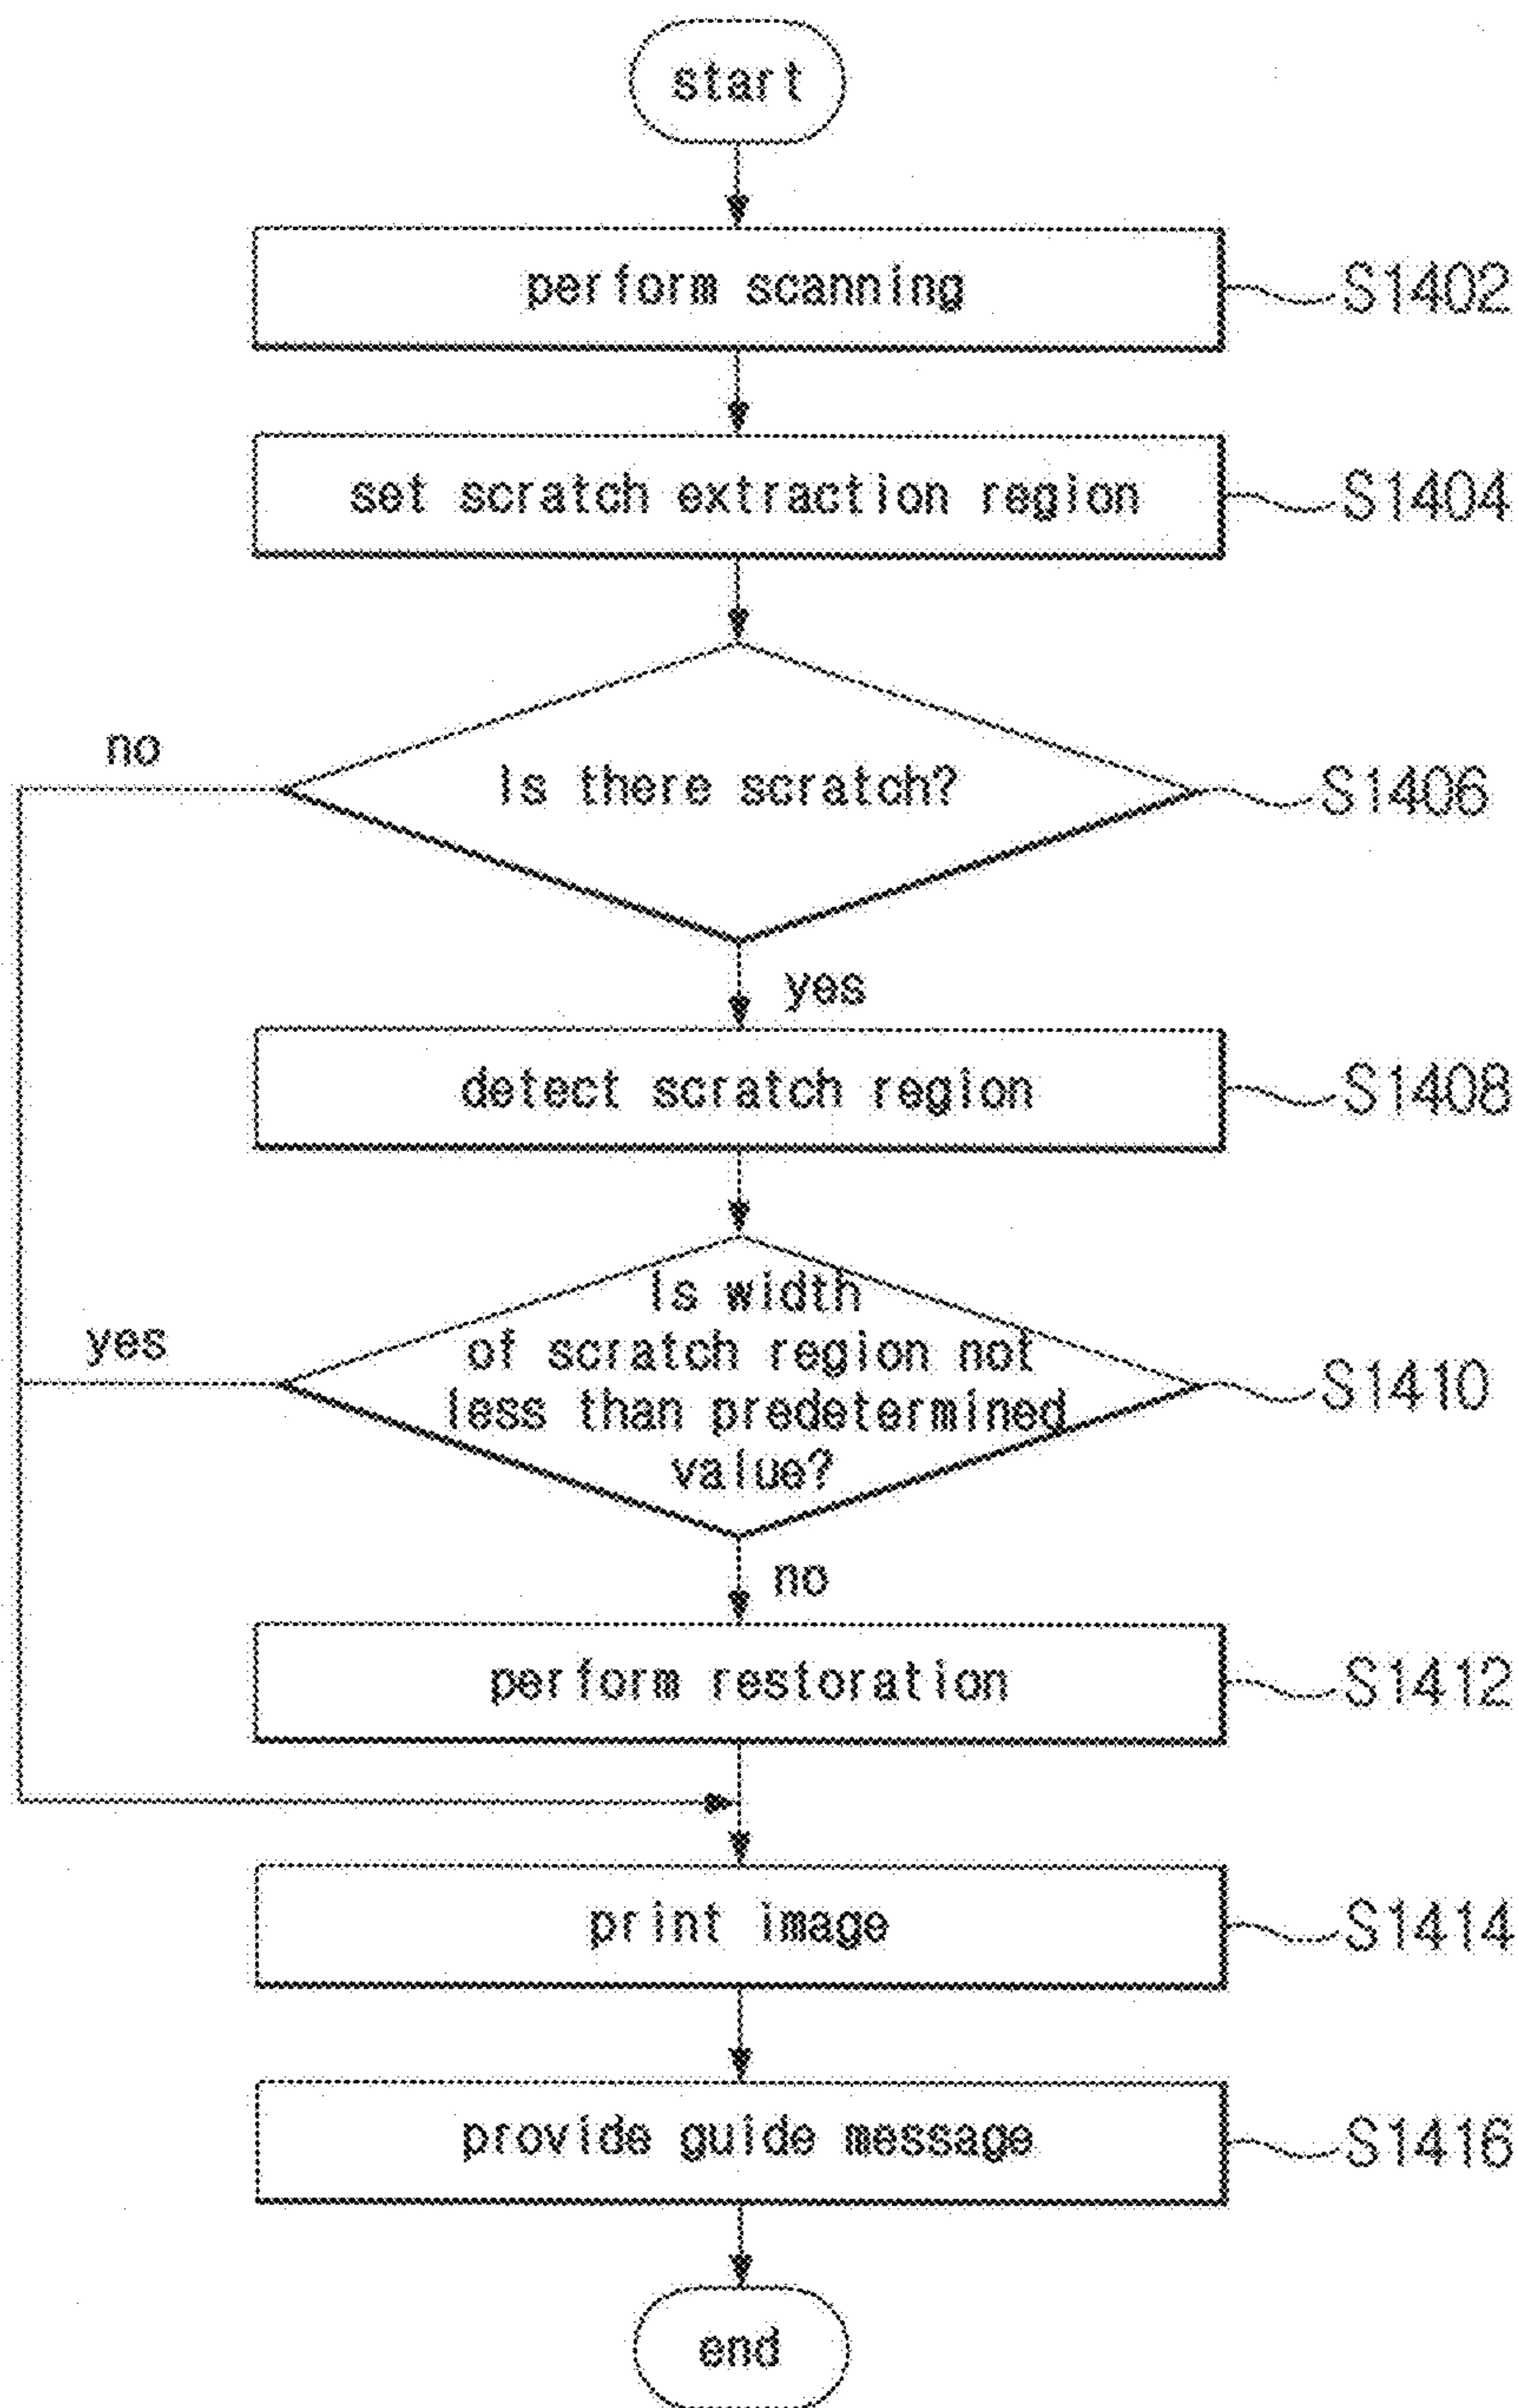 start
perform scanning
S1402
set scratch extraction region
S1404
no
Is there scratch?
S1406
yes
detect scratch region
S1408
Is width
of scratch region not
less than predetermined
value?
yes
S1410
no
perform restoration
S1412
print image
S1414
provide guide message
S1416
end